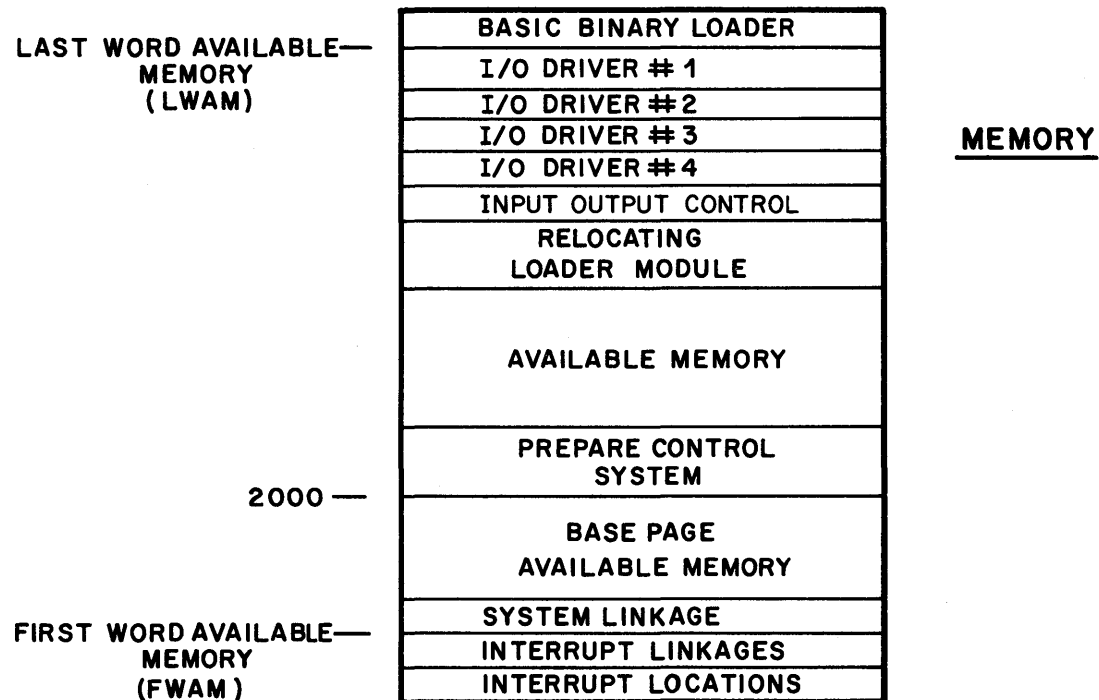 BASIC BINARY LOADER
LAST WORD AVAILABLE
MEMORY
(LWAM)
I/O DRIVER # 1
I/O DRIVER #2
I/O DRIVER #3
I/O DRIVER #4
MEMORY
INPUT OUTPUT CONTROL
RELOCATING
LOADER MODULE
AVAILABLE MEMORY
PREPARE CONTROL
SYSTEM
2000
BASE PAGE
AVAILABLE MEMORY
SYSTEM LINKAGE
FIRST WORD AVAILABLE
MEMORY
(FWAM)
INTERRUPT LINKAGES
INTERRUPT LOCATIONS